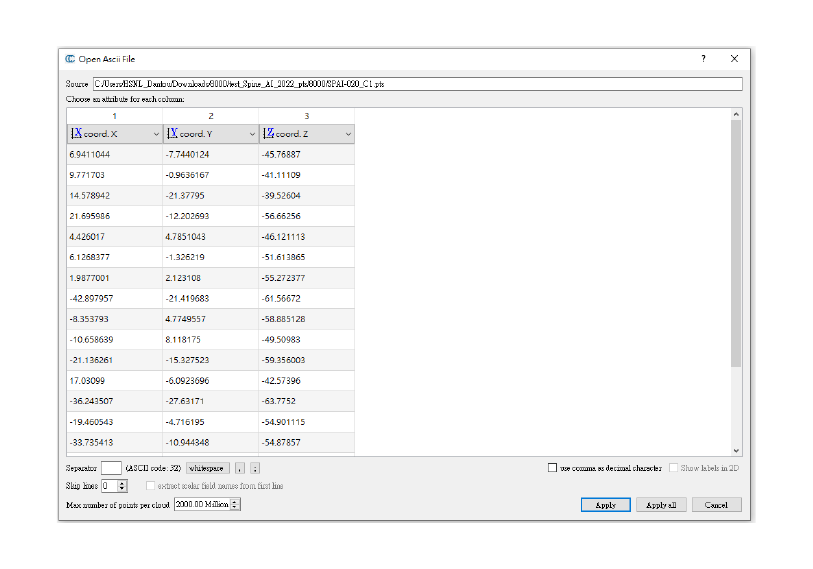 Open Ascii File ? X
Source C:/Users/HSNL_Dantou/Downloads/8000/test_Spine_AI_2022_pts/8000/SPAI-020_C1.pts
Choose an attribute for each column:
1 2 3
X coord. X Y coord. Y Z coord. Z
6.9411044 -7.7440124 -45.76887
9.771703 -0.9636167 -41.11109
14.578942 -21.37795 -39.52604
21.695986 -12.202693 -56.66256
4.426017 4.7851043 -46.121113
6.1268377 -1.326219 -51.613865
1.9877001 2.123108 -55.272377
-42.897957 -21.419683 -61.56672
-8.353793 4.7749557 -58.885128
-10.658639 8.118175 -49.50983
-21.136261 -15.327523 -59.356003
17.03099 -6.0923696 -42.57396
-36.243507 -27.63171 -63.7752
-19.460543 -4.716195 -54.901115
-33.735413 -10.944348 -54.87857
Separator (ASCII code: 32) whitespace , ; use comma as decimal character Show labels in 2D
Skip lines 0 extract scalar field names from first line
Max number of points per cloud 2000.00 Million Apply Apply all Cancel